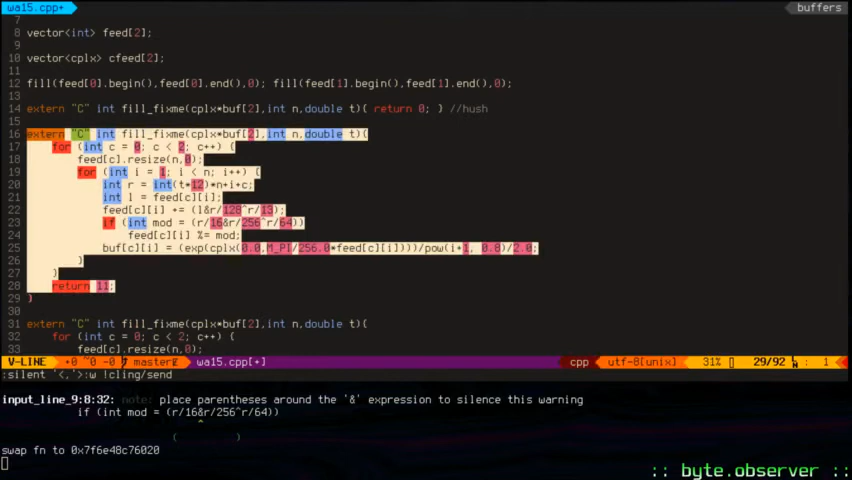 wa15.cpp+ buffers
7
8 vector<int> feed[2];
9
10 vector<cplx> cfeed[2];
11
12 fill(feed[0].begin(),feed[0].end(),0); fill(feed[1].begin(),feed[1].end(),0);
13
14 extern "C" int fill_fixme(cplx*buf[2],int n,double t){ return 0; } //hush
15
16 extern "C" int fill_fixme(cplx*buf[2],int n,double t){
17 for (int c = 0; c < 2; c++) {
18 feed[c].resize(n,0);
19 for (int i = 1; i < n; i++) {
20 int r = int(t*12)*n+i+c;
21 int l = feed[c][i];
22 feed[c][i] += (l&r/128^r/13);
23 if (int mod = (r/16&r/256^r/64))
24 feed[c][i] %= mod;
25 buf[c][i] = (exp(cplx(0.0,M_PI/256.0*feed[c][i])))/pow(i+1, 0.8)/2.0;
26 }
27 }
28 return 11;
29 }
30
31 extern "C" int fill_fixme(cplx*buf[2],int n,double t){
32 for (int c = 0; c < 2; c++) {
33 feed[c].resize(n,0);
V-LINE +0 ~0 -0 master wa15.cpp[+] cpp utf-8[unix] 31% 29/92 : 1
:silent '<,'>:w !cling/send
input_line_9:8:32: note: place parentheses around the '&' expression to silence this warning
if (int mod = (r/16&r/256^r/64))
^
( )
swap fn to 0x7f6e48c76020
:: byte.observer ::